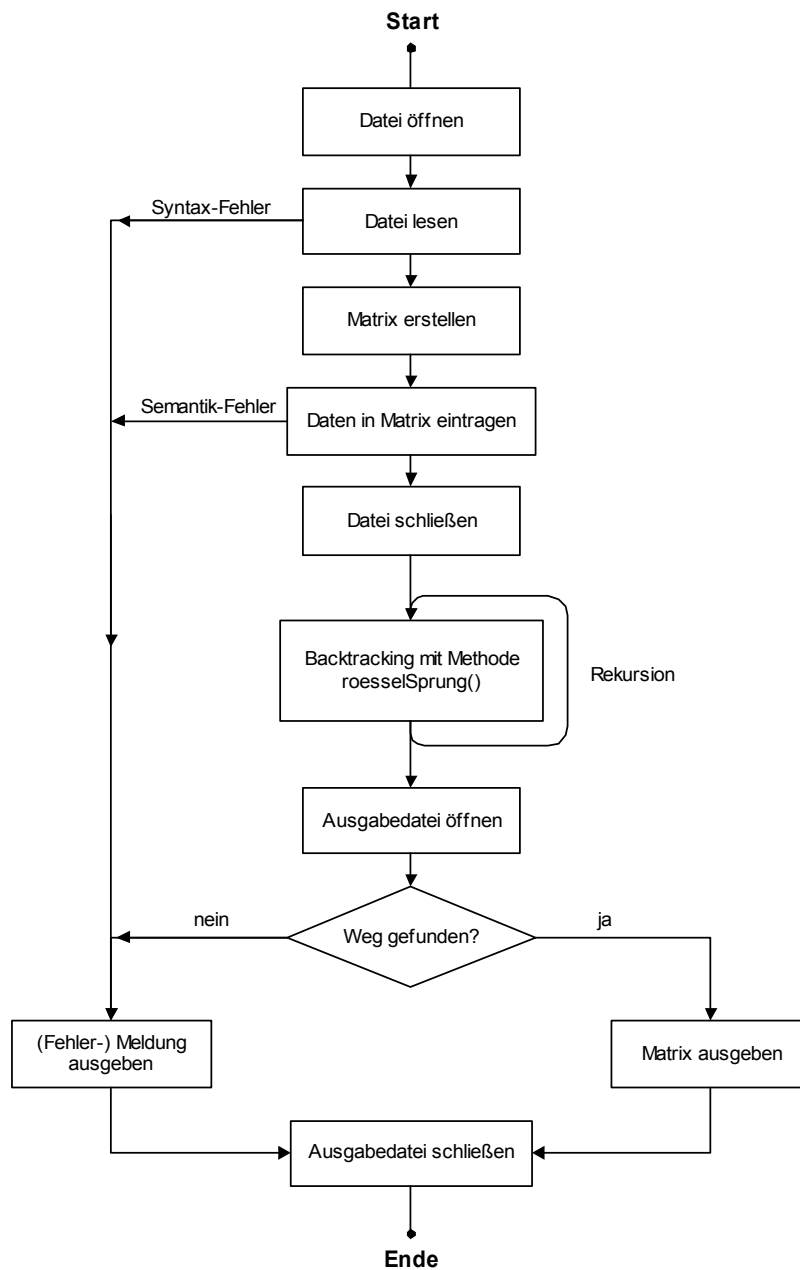 Start
Datei öffnen
Syntax-Fehler
Datei lesen
Matrix erstellen
Semantik-Fehler
Daten in Matrix eintragen
Datei schließen
Backtracking mit Methode
roesselSprung()
Rekursion
Ausgabedatei öffnen
nein
Weg gefunden?
ja
(Fehler-) Meldung
ausgeben
Matrix ausgeben
Ausgabedatei schließen
Ende